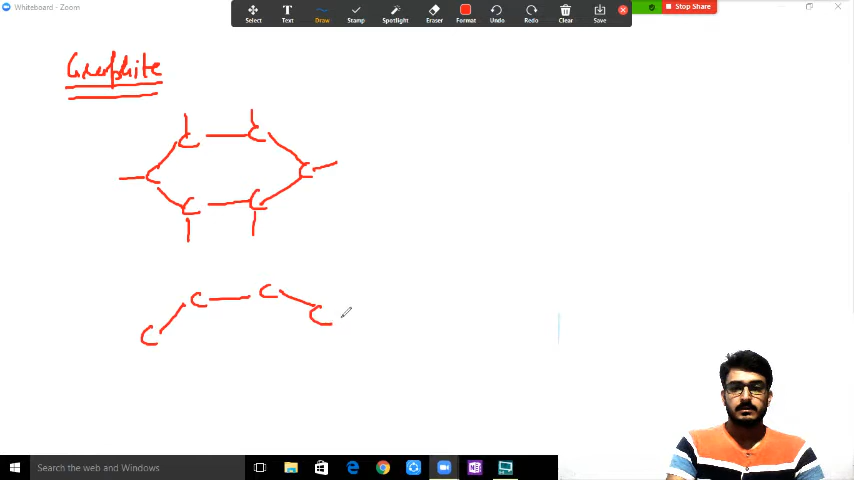 Whiteboard - Zoom
Select Text Draw Stamp Spotlight Eraser Format Undo Redo Clear Save
Stop Share
Graphite
C C
C C
C C
C C
C C
Search the web and Windows